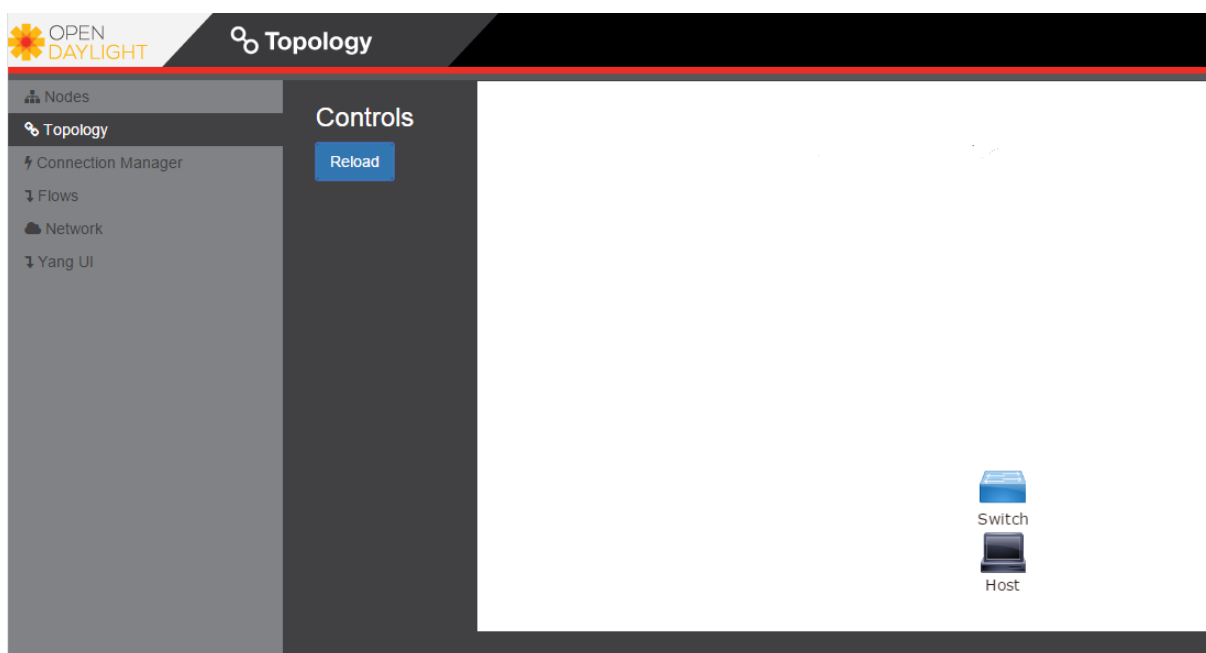 OPEN
DAYLIGHT
Topology
Nodes
Topology
Connection Manager
Flows
Network
Yang UI
Controls
Reload
Switch
Host